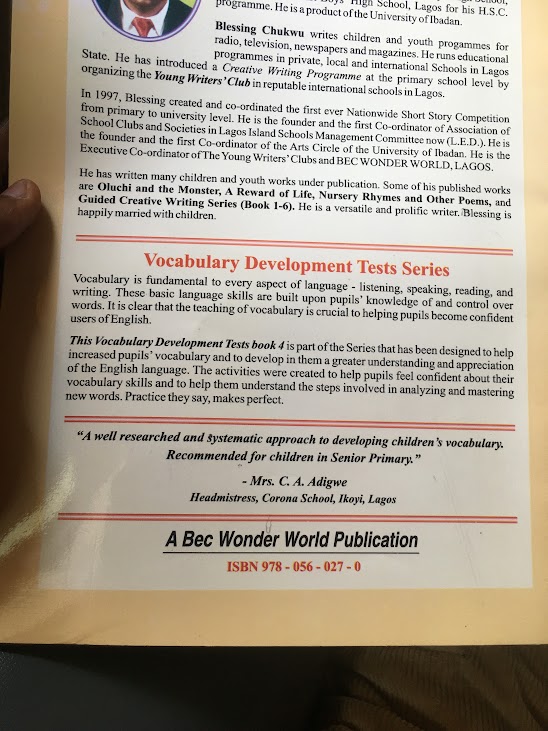 High School, Lagos for his H.S.C.
programme. He is a product of the University of Ibadan.
Blessing Chukwu writes children and youth progammes for
radio, television, newspapers and magazines. He runs educational
programmes in private, local and international Schools in Lagos
State. He has introduced a Creative Writing Programme at the primary school level by
organizing the Young Writers' Club in reputable international schools in Lagos.
In 1997, Blessing created and co-ordinated the first ever Nationwide Short Story Competition
from primary to university level. He is the founder and the first Co-ordinator of Association of
School Clubs and Societies in Lagos Island Schools Management Committee now (L.E.D.). He is
the founder and the first Co-ordinator of the Arts Circle of the University of Ibadan. He is the
Executive Co-ordinator of The Young Writers' Clubs and BEC WONDER WORLD, LAGOS.
He has written many children and youth works under publication. Some of his published works
are Oluchi and the Monster, A Reward of Life, Nursery Rhymes and Other Poems, and
Guided Creative Writing Series (Book 1-6). He is a versatile and prolific writer. Blessing is
happily married with children.
Vocabulary Development Tests Series
Vocabulary is fundamental to every aspect of language - listening, speaking, reading, and
writing. These basic language skills are built upon pupils' knowledge of and control over
words. It is clear that the teaching of vocabulary is crucial to helping pupils become confident
users of English.
This Vocabulary Development Tests book 4 is part of the Series that has been designed to help
increased pupils' vocabulary and to develop in them a greater understanding and appreciation
of the English language. The activities were created to help pupils feel confident about their
vocabulary skills and to help them understand the steps involved in analyzing and mastering
new words. Practice they say, makes perfect.
"A well researched and systematic approach to developing children's vocabulary.
Recommended for children in Senior Primary."
- Mrs. C. A. Adigwe
Headmistress, Corona School, Ikoyi, Lagos
A Bec Wonder World Publication
ISBN 978 - 056 - 027 - 0